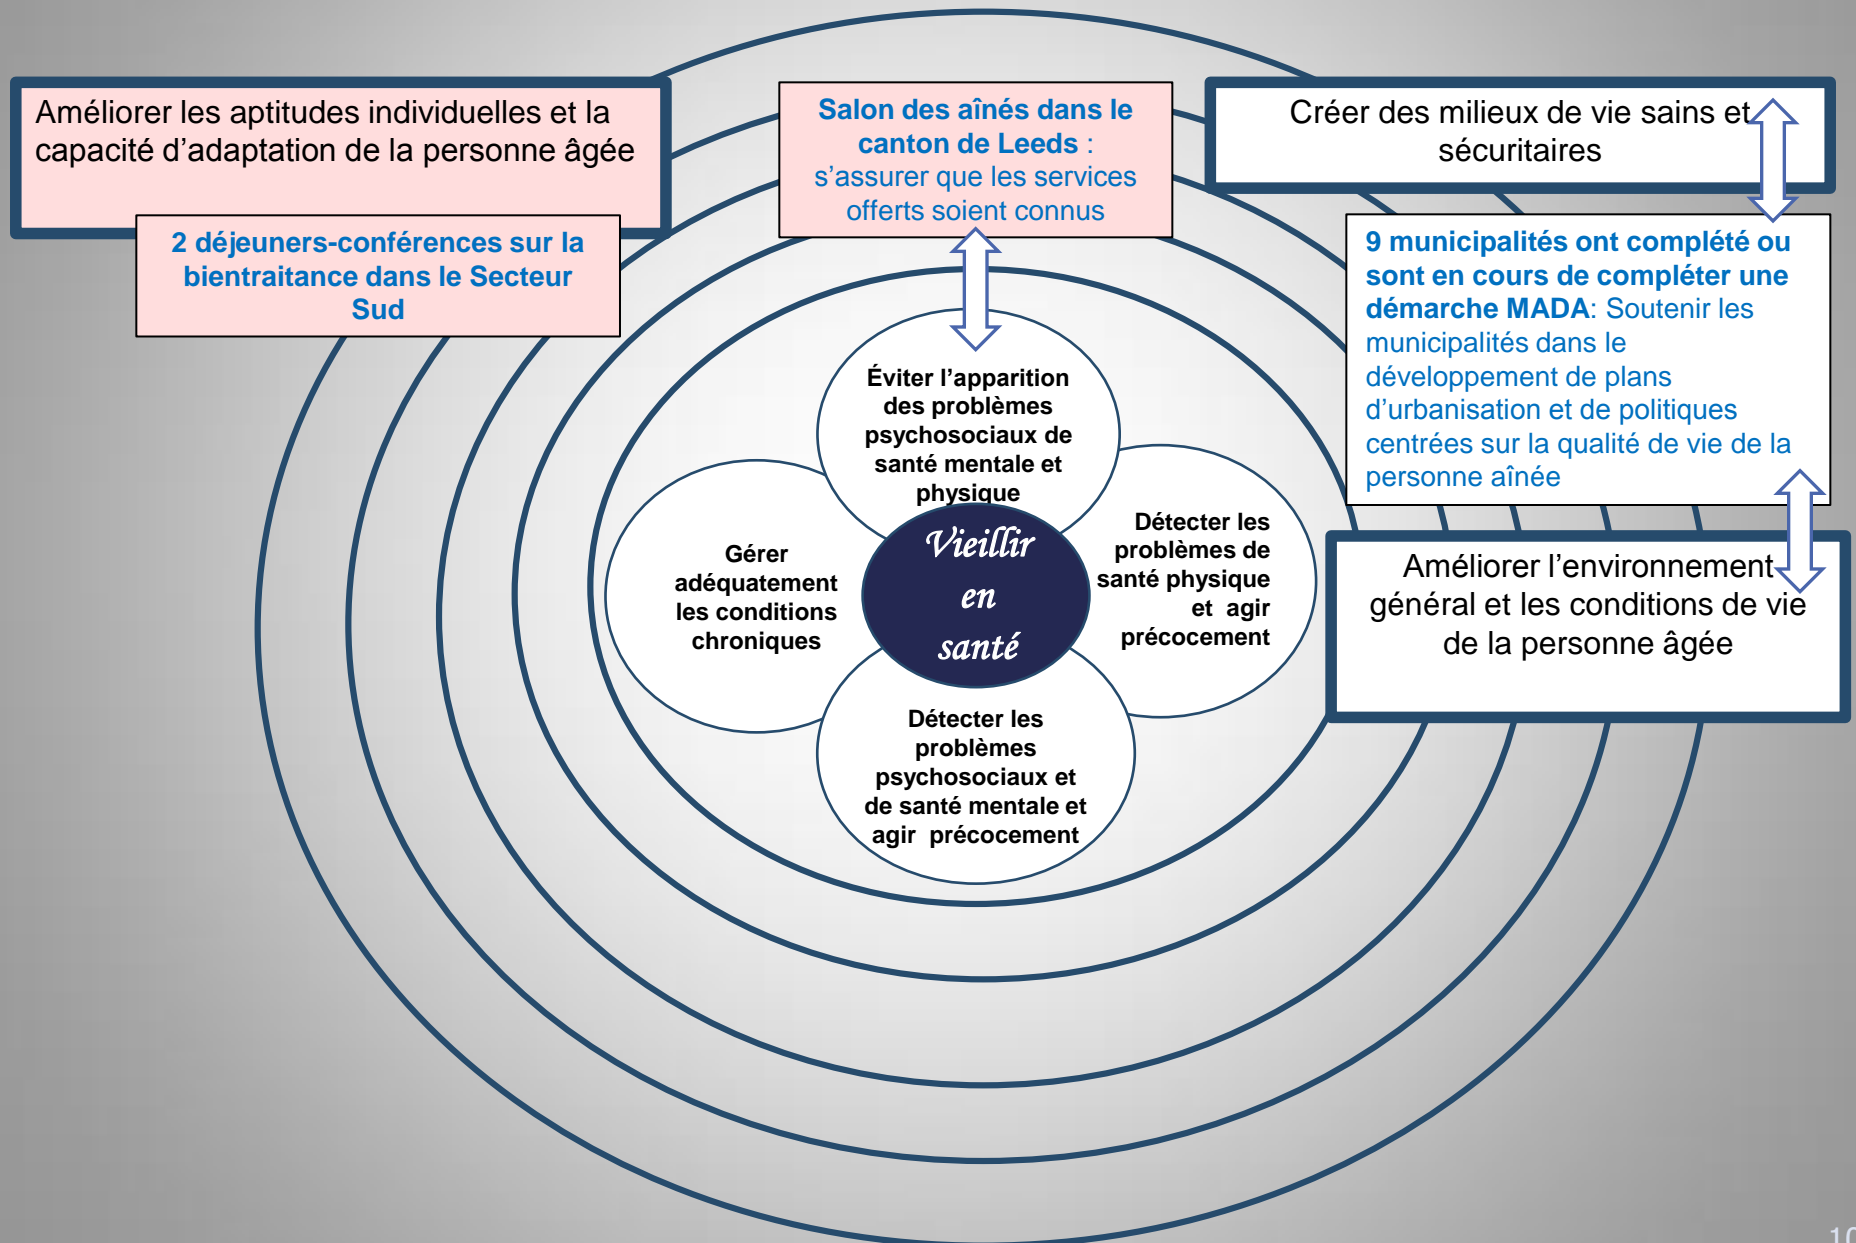 Améliorer les aptitudes individuelles et la
capacité d’adaptation de la personne âgée
2 déjeuners-conférences sur la
bientraitance dans le Secteur
Sud
Salon des aînés dans le
canton de Leeds :
s’assurer que les services
offerts soient connus
Créer des milieux de vie sains et
sécuritaires
9 municipalités ont complété ou
sont en cours de compléter une
démarche MADA: Soutenir les
municipalités dans le
développement de plans
d’urbanisation et de politiques
centrées sur la qualité de vie de la
personne aînée
Améliorer l’environnement
général et les conditions de vie
de la personne âgée
Éviter l’apparition
des problèmes
psychosociaux de
santé mentale et
physique
Gérer
adéquatement
les conditions
chroniques
Vieillir
en
santé
Détecter les
problèmes de
santé physique
et agir
précocement
Détecter les
problèmes
psychosociaux et
de santé mentale et
agir précocement
10